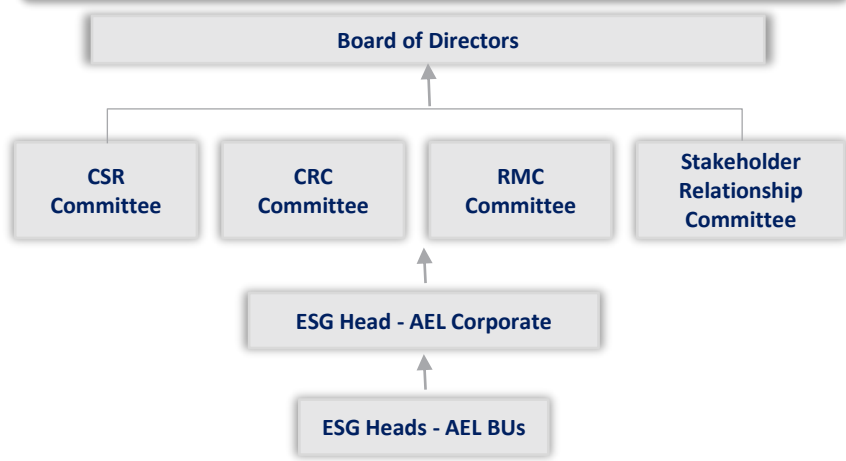 Board of Directors
CSR
Committee
CRC
Committee
RMC
Committee
Stakeholder
Relationship
Committee
ESG Head - AEL Corporate
ESG Heads - AEL BUs